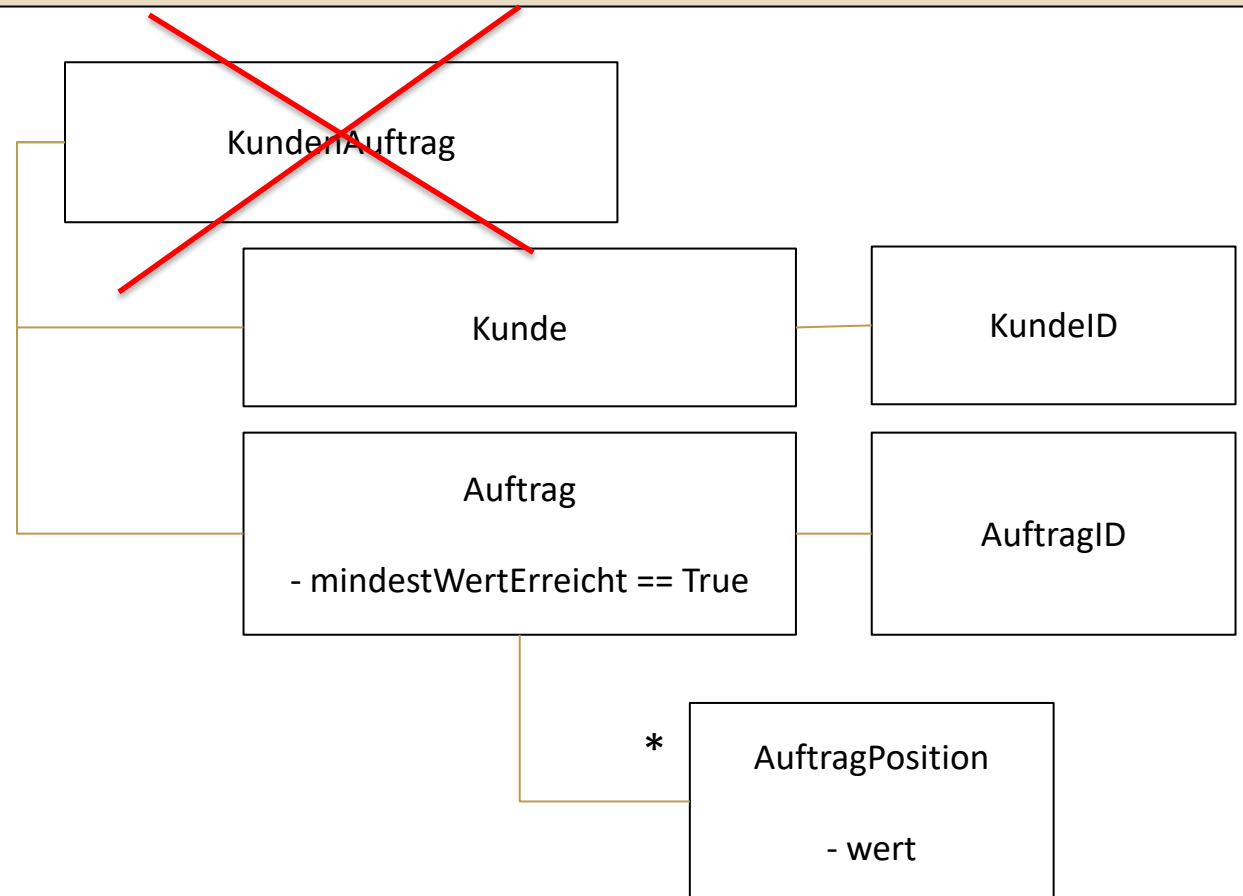 KundenAuftrag
Kunde
KundeID
Auftrag
- mindestWertErreicht == True
AuftragID
*
AuftragPosition
- wert